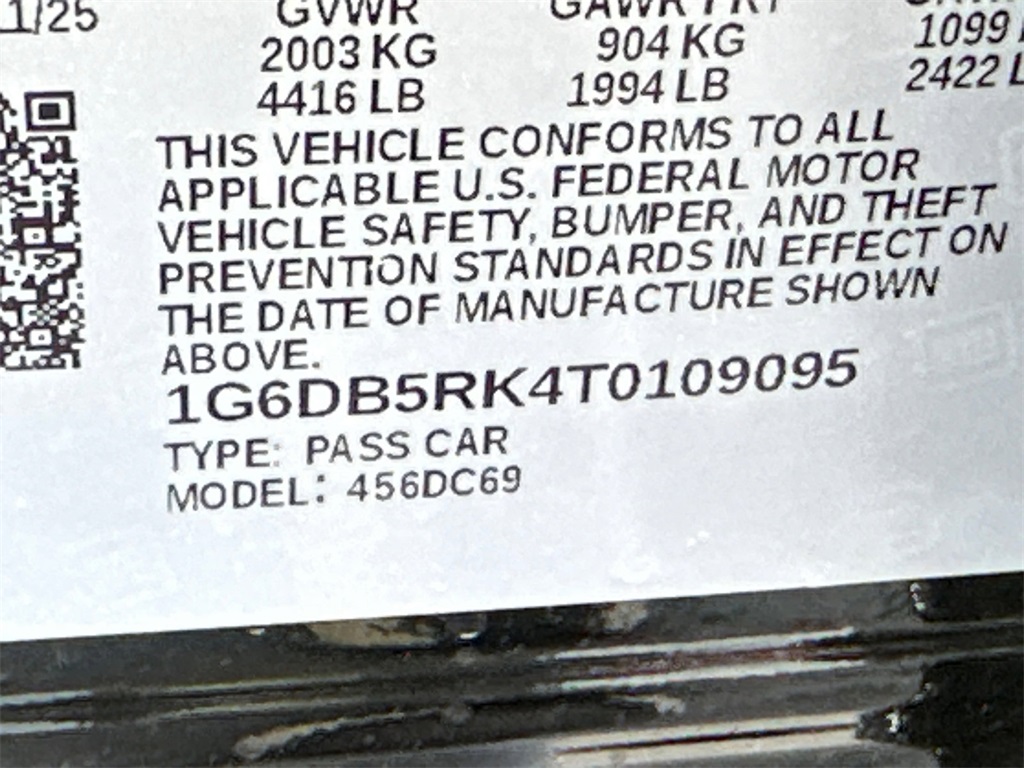 1/25 GVWR GAWR FRT
2003 KG 904 KG 1099
4416 LB 1994 LB 2422 L
THIS VEHICLE CONFORMS TO ALL
APPLICABLE U.S. FEDERAL MOTOR
VEHICLE SAFETY, BUMPER, AND THEFT
PREVENTION STANDARDS IN EFFECT ON
THE DATE OF MANUFACTURE SHOWN
ABOVE.
1G6DB5RK4T0109095
TYPE: PASS CAR
MODEL: 456DC69